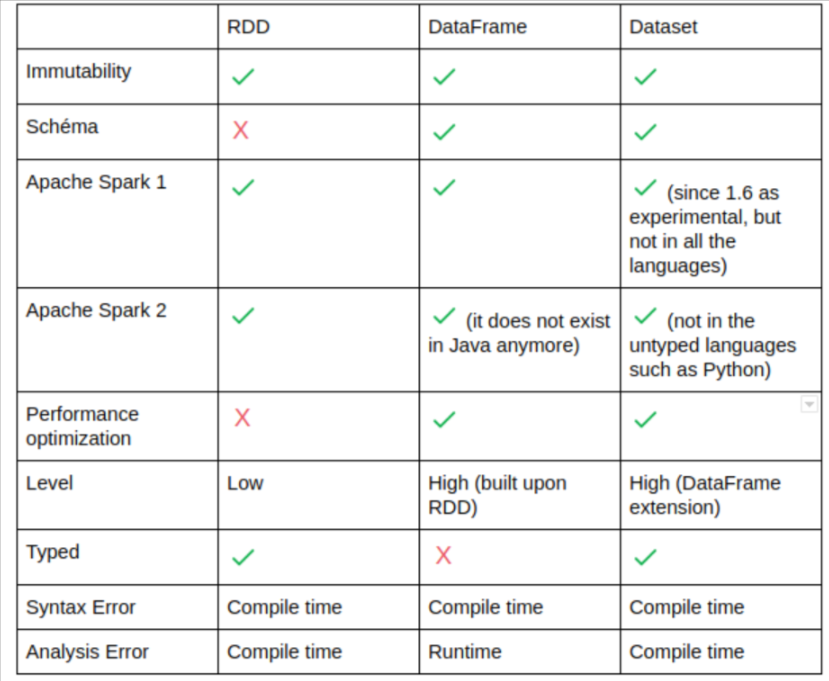 RDD DataFrame Dataset
Immutability ✓ ✓ ✓
Schéma X ✓ ✓
Apache Spark 1 ✓ ✓ ✓ (since 1.6 as
experimental, but
not in all the
languages)
Apache Spark 2 ✓ ✓ (it does not exist ✓ (not in the
in Java anymore) untyped languages
such as Python)
Performance X ✓ ✓
optimization
Level Low High (built upon High (DataFrame
RDD) extension)
Typed ✓ X ✓
Syntax Error Compile time Compile time Compile time
Analysis Error Compile time Runtime Compile time